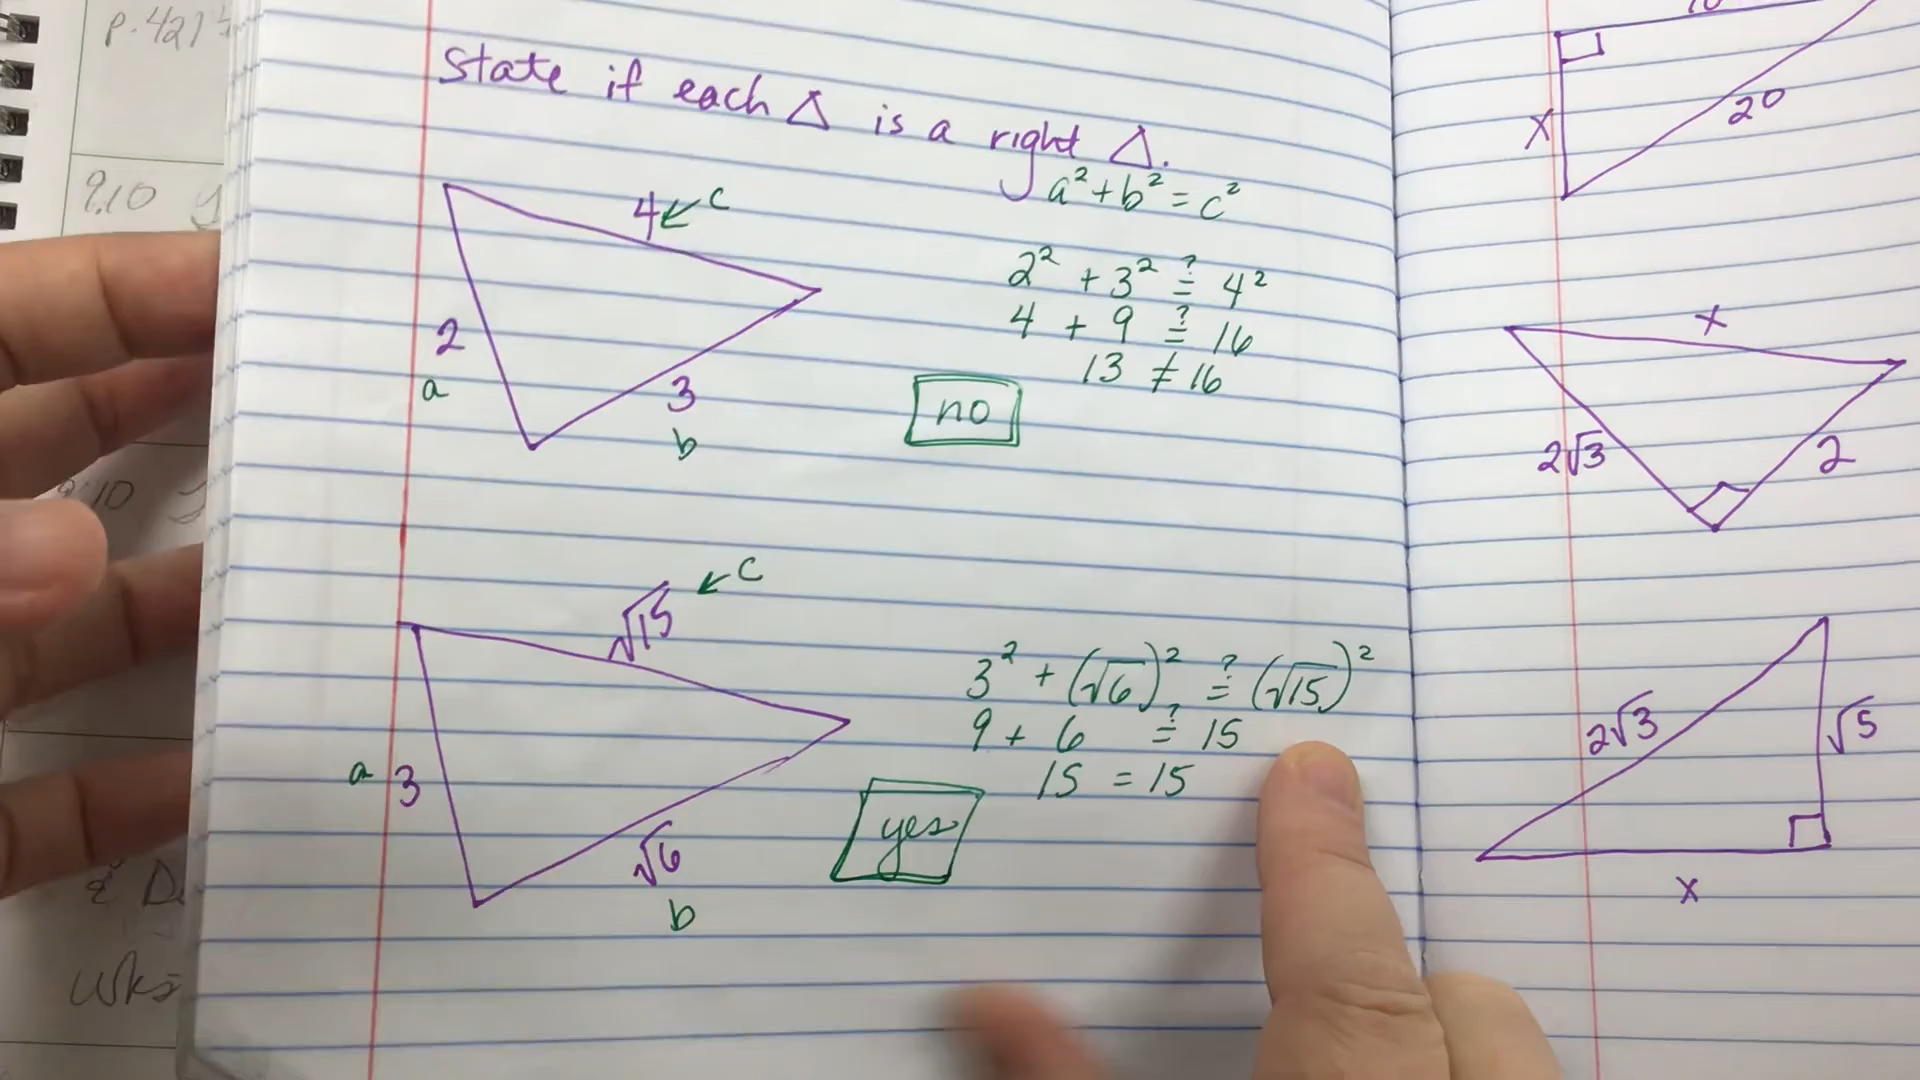 p.421
9.10
State if each △ is a right △.
a² + b² = c²
4 ← c
2
a
3
b
2² + 3² ≟ 4²
4 + 9 ≟ 16
13 ≠ 16
no
√15 ← c
a 3
√6
b
3² + (√6)² ≟ (√15)²
9 + 6 ≟ 15
15 = 15
yes
10
wks
x
20
x
2√3
2
2√3
√5
x